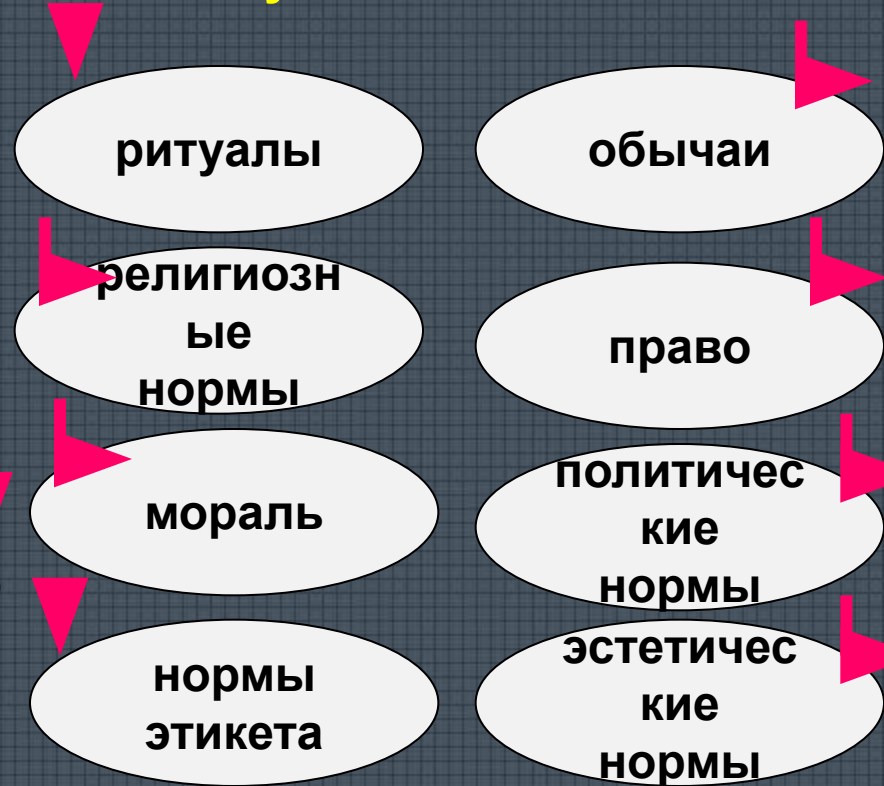 ритуалы
обычаи
религиозн
ые
нормы
право
мораль
политичес
кие
нормы
нормы
этикета
эстетичес
кие
нормы